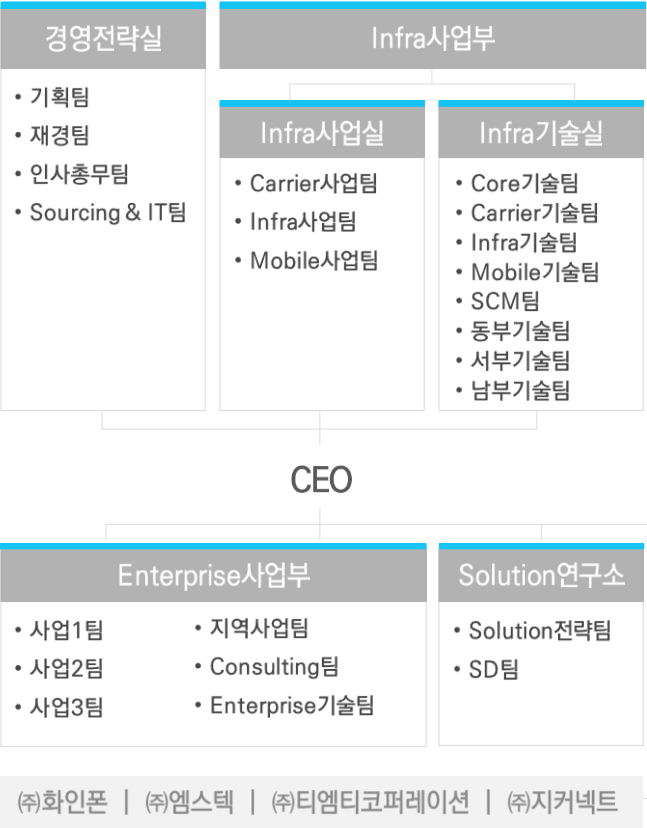 경영전략실
• 기획팀
• 재경팀
• 인사총무팀
• Sourcing & IT팀
Infra사업부
Infra사업실
• Carrier사업팀
• Infra사업팀
• Mobile사업팀
Infra기술실
• Core기술팀
• Carrier기술팀
• Infra기술팀
• Mobile기술팀
• SCM팀
• 동부기술팀
• 서부기술팀
• 남부기술팀
CEO
Enterprise사업부
• 사업1팀
• 사업2팀
• 사업3팀
• 지역사업팀
• Consulting팀
• Enterprise기술팀
Solution연구소
• Solution전략팀
• SD팀
㈜화인폰 | ㈜엠스텍 | ㈜티엠티코퍼레이션 | ㈜지커넥트